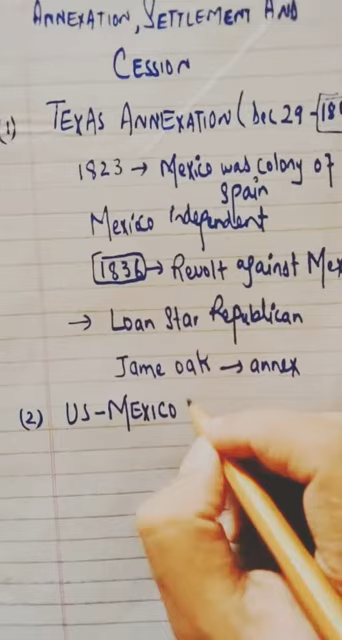 ANNEXATION, SETTLEMENT AND
CESSION
(1) TEXAS ANNEXATION (Dec 29 - 18
1823 → Mexico was colony of
Spain
Mexico independent
1836 → Revolt against Mex
→ Loan Star Republican
Jame oak → annex
(2) US-MEXICO